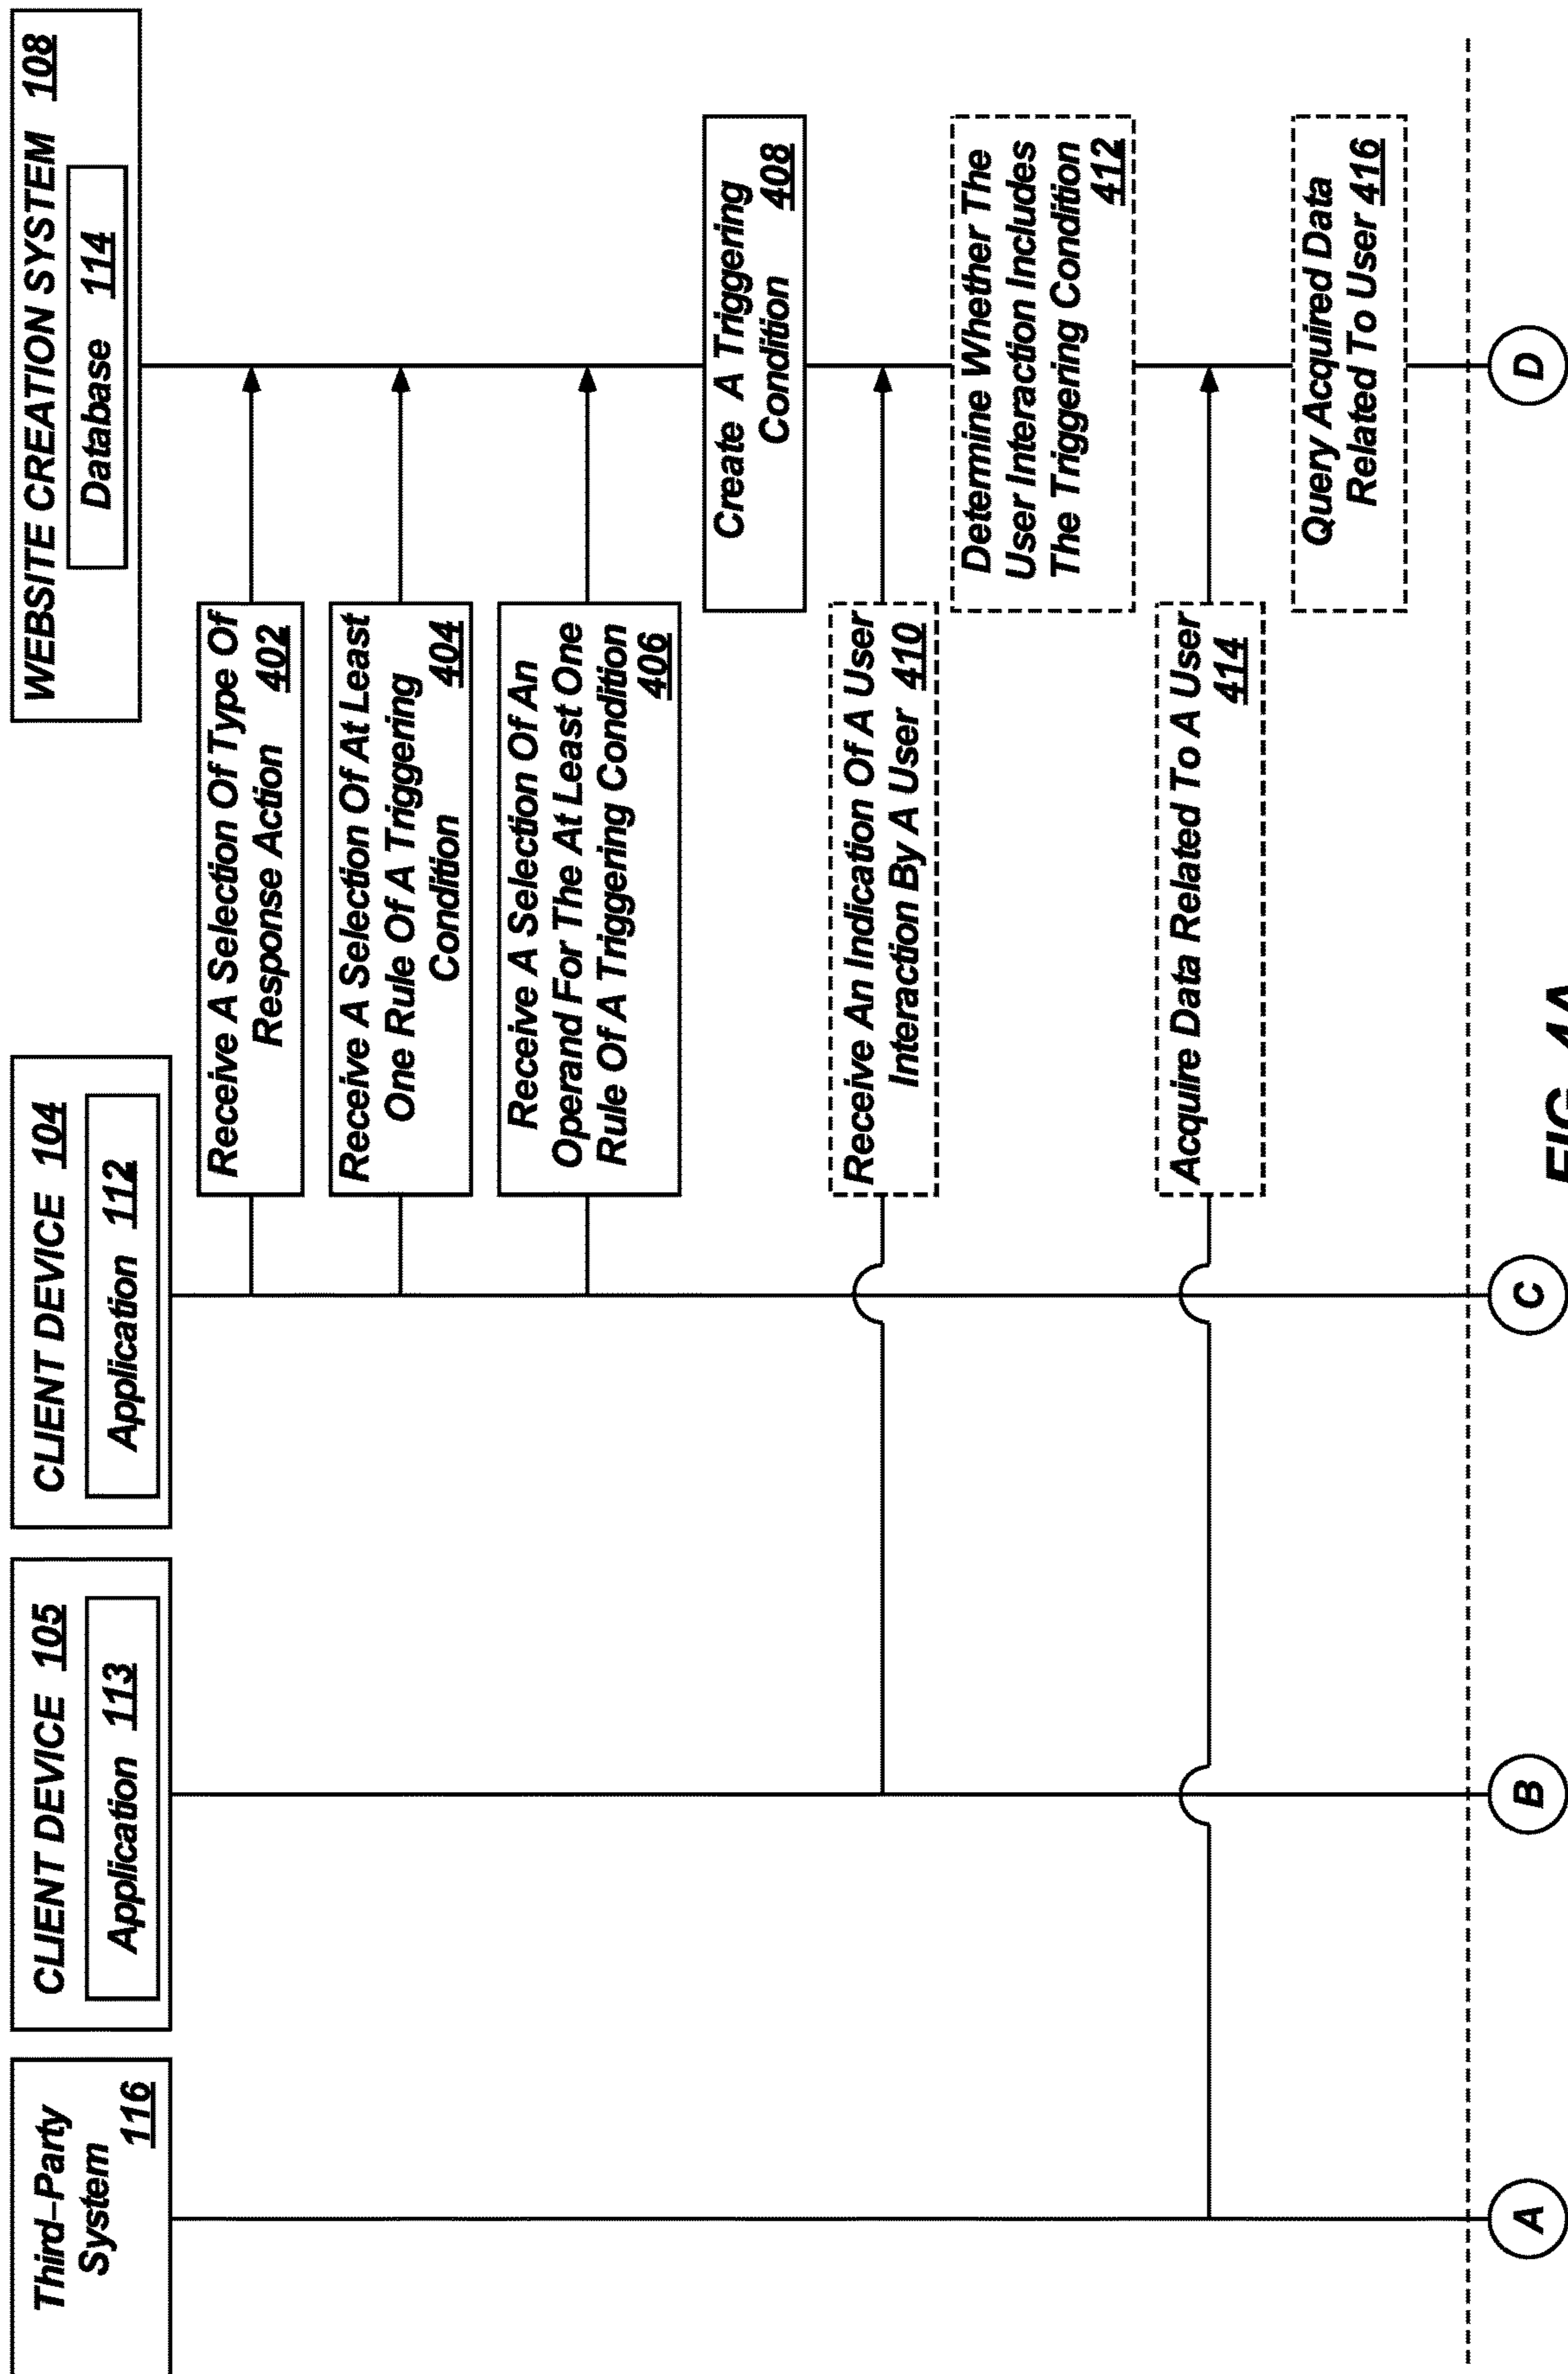 Third–Party
System
116
CLIENT DEVICE 105
Application 113
CLIENT DEVICE 104
Application 112
WEBSITE CREATION SYSTEM 108
Database 114
Receive A Selection Of Type Of
Response Action 402
Receive A Selection Of At Least
One Rule Of A Triggering
Condition 404
Receive A Selection Of An
Operand For The At Least One
Rule Of A Triggering Condition
406
Create A Triggering
Condition 408
Receive An Indication Of A User
Interaction By A User 410
Determine Whether The
User Interaction Includes
The Triggering Condition
412
Acquire Data Related To A User
414
Query Acquired Data
Related To User 416
A
B
C
D
FIG. 4A